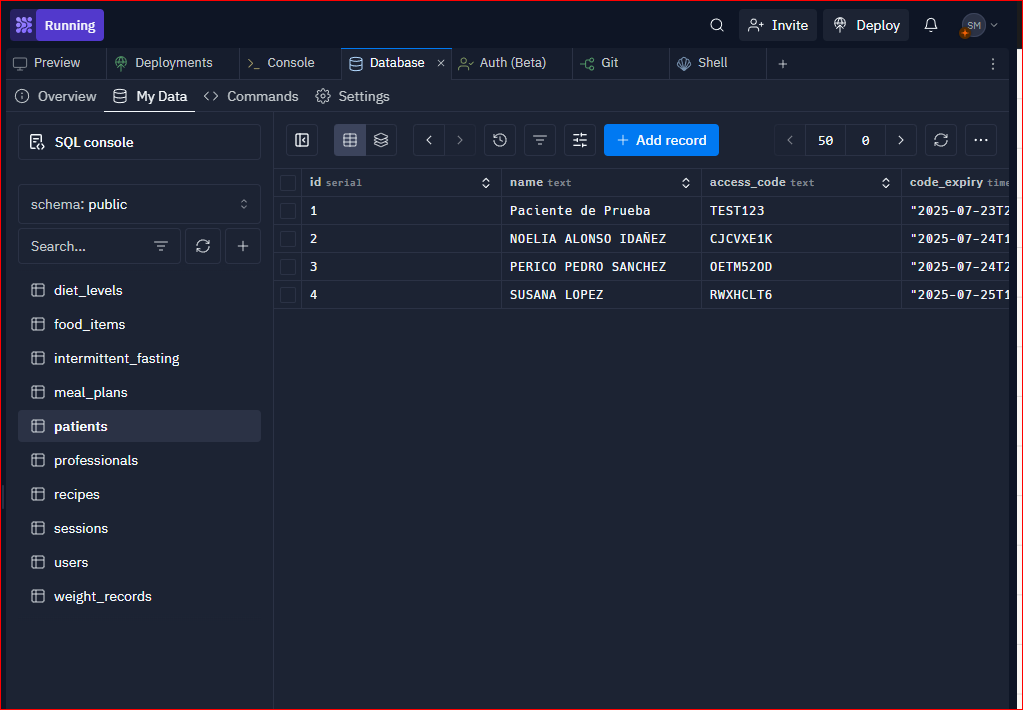 Running
Invite
Deploy
SM
Preview
Deployments
Console
Database
Auth (Beta)
Git
Shell
Overview
My Data
Commands
Settings
SQL console
50
0
Add record
schema: public
Search...
id serial
name text
access_code text
code_expiry time
1 Paciente de Prueba TEST123 "2025-07-23T2
2 NOELIA ALONSO IDAÑEZ CJCVXE1K "2025-07-24T1
3 PERICO PEDRO SANCHEZ OETM52OD "2025-07-24T2
4 SUSANA LOPEZ RWXHCLT6 "2025-07-25T1
diet_levels
food_items
intermittent_fasting
meal_plans
patients
professionals
recipes
sessions
users
weight_records